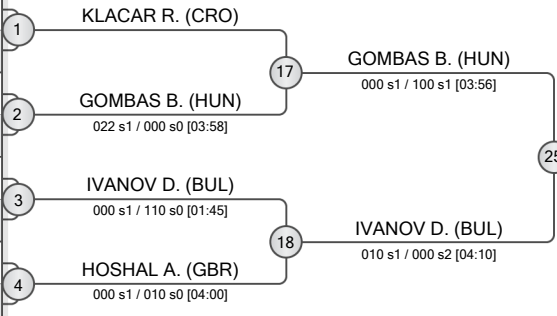 1
KLACAR R. (CRO)
17
GOMBAS B. (HUN)
000 s1 / 100 s1 [03:56]
2
GOMBAS B. (HUN)
022 s1 / 000 s0 [03:58]
25
3
IVANOV D. (BUL)
000 s1 / 110 s0 [01:45]
18
IVANOV D. (BUL)
010 s1 / 000 s2 [04:10]
4
HOSHAL A. (GBR)
000 s1 / 010 s0 [04:00]